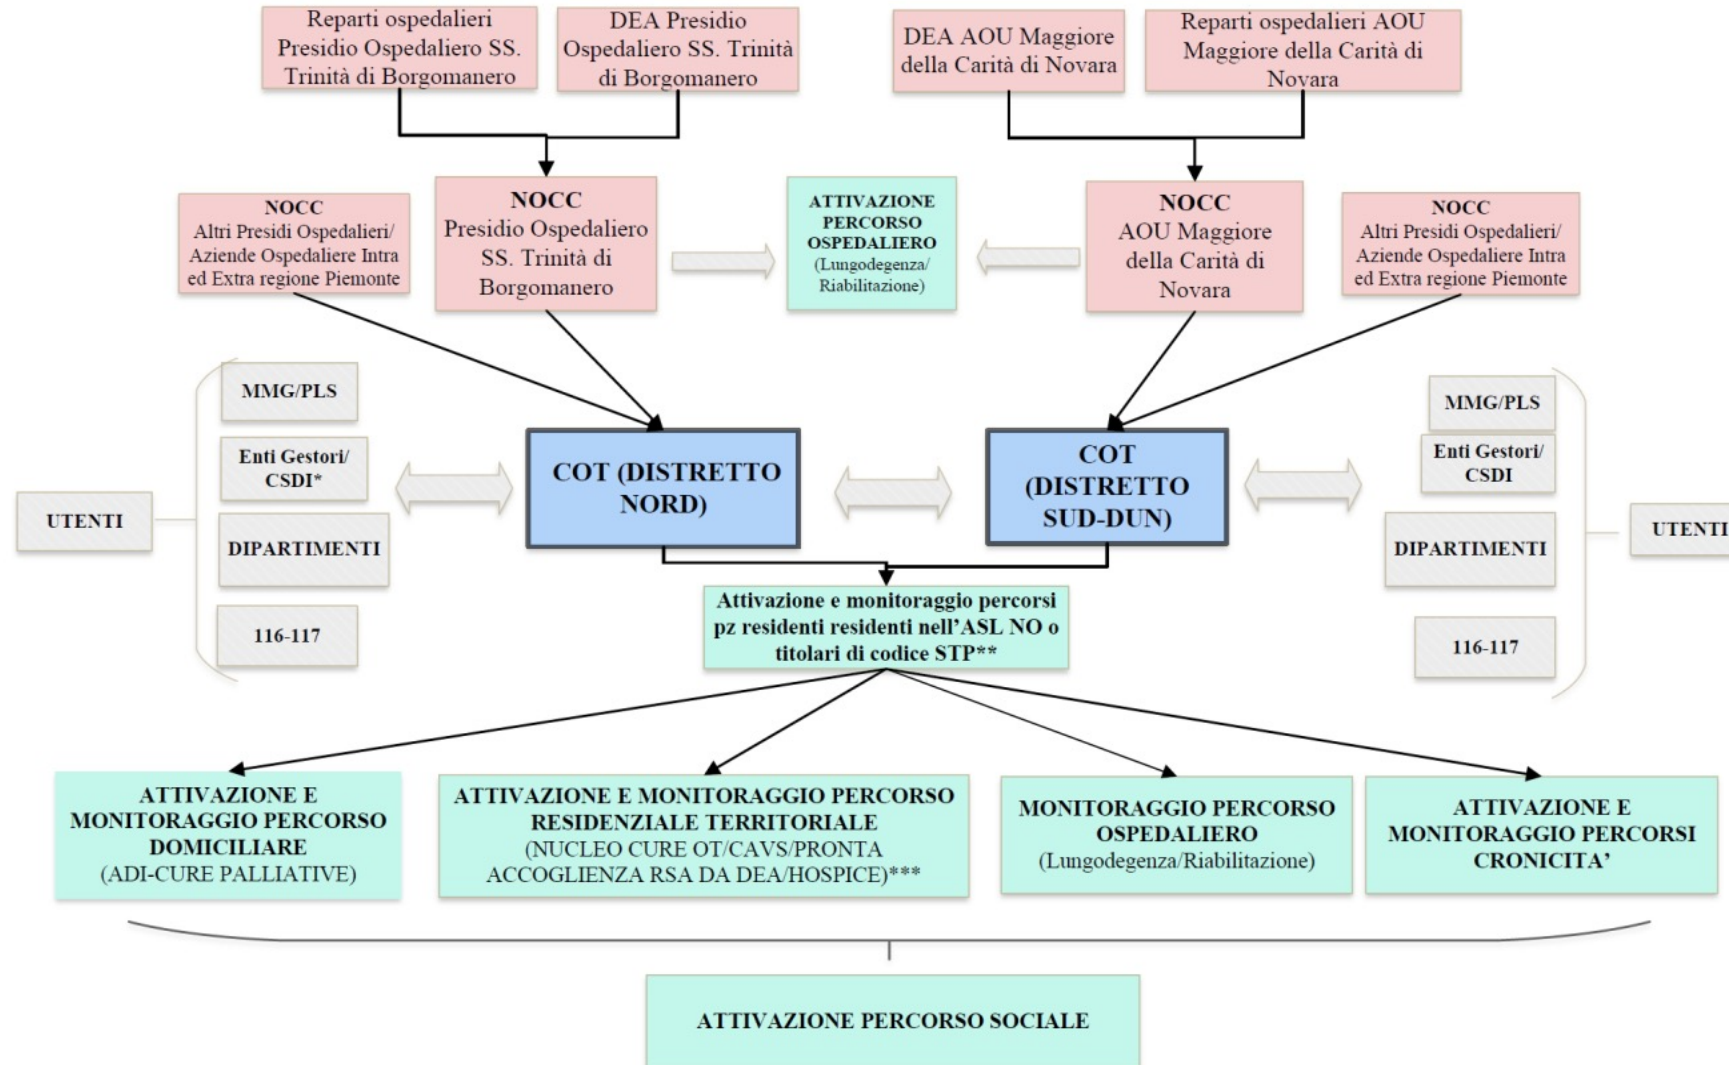 Reparti ospedalieri
Presidio Ospedaliero SS.
Trinità di Borgomanero
DEA Presidio
Ospedaliero SS. Trinità
di Borgomanero
DEA AOU Maggiore
della Carità di Novara
Reparti ospedalieri AOU
Maggiore della Carità di
Novara
NOCC
Altri Presidi Ospedalieri/
Aziende Ospedaliere Intra
ed Extra regione Piemonte
NOCC
Presidio Ospedaliero
SS. Trinità di
Borgomanero
ATTIVAZIONE
PERCORSO
OSPEDALIERO
(Lungodegenza/
Riabilitazione)
NOCC
AOU Maggiore
della Carità di
Novara
NOCC
Altri Presidi Ospedalieri/
Aziende Ospedaliere Intra
ed Extra regione Piemonte
UTENTI
MMG/PLS
Enti Gestori/
CSDI*
DIPARTIMENTI
116-117
COT (DISTRETTO
NORD)
COT
(DISTRETTO
SUD-DUN)
MMG/PLS
Enti Gestori/
CSDI
DIPARTIMENTI
116-117
UTENTI
Attivazione e monitoraggio percorsi
pz residenti residenti nell’ASL NO o
titolari di codice STP**
ATTIVAZIONE E
MONITORAGGIO PERCORSO
DOMICILIARE
(ADI-CURE PALLIATIVE)
ATTIVAZIONE E MONITORAGGIO PERCORSO
RESIDENZIALE TERRITORIALE
(NUCLEO CURE OT/CAVS/PRONTA
ACCOGLIENZA RSA DA DEA/HOSPICE)***
MONITORAGGIO PERCORSO
OSPEDALIERO
(Lungodegenza/Riabilitazione)
ATTIVAZIONE E
MONITORAGGIO PERCORSI
CRONICITA’
ATTIVAZIONE PERCORSO SOCIALE